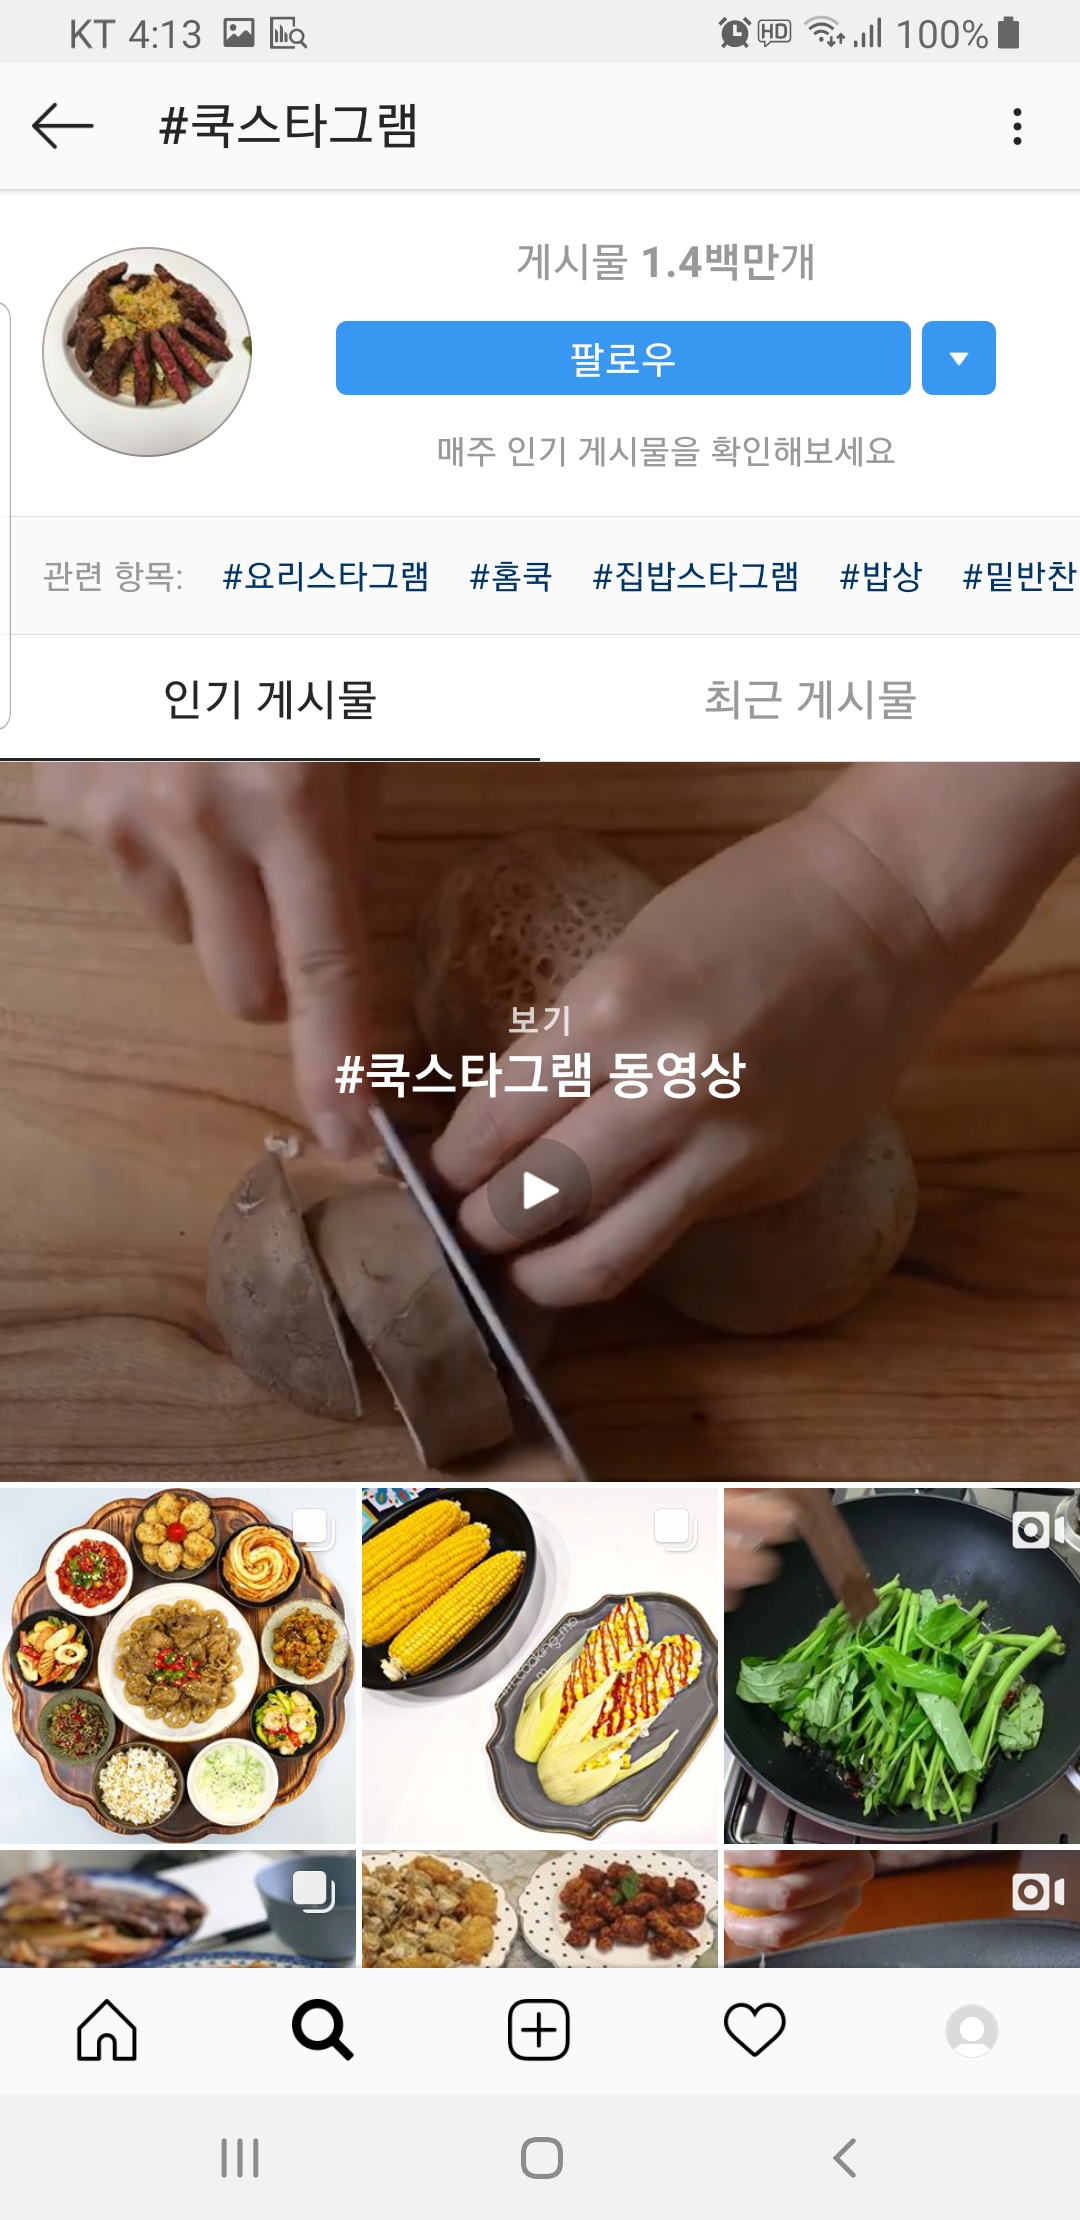 KT 4:13
HD 100%
#쿡스타그램
게시물 1.4백만개
팔로우
매주 인기 게시물을 확인해보세요
관련 항목: #요리스타그램 #홈쿡 #집밥스타그램 #밥상 #밑반찬
인기 게시물 최근 게시물
보기
#쿡스타그램 동영상